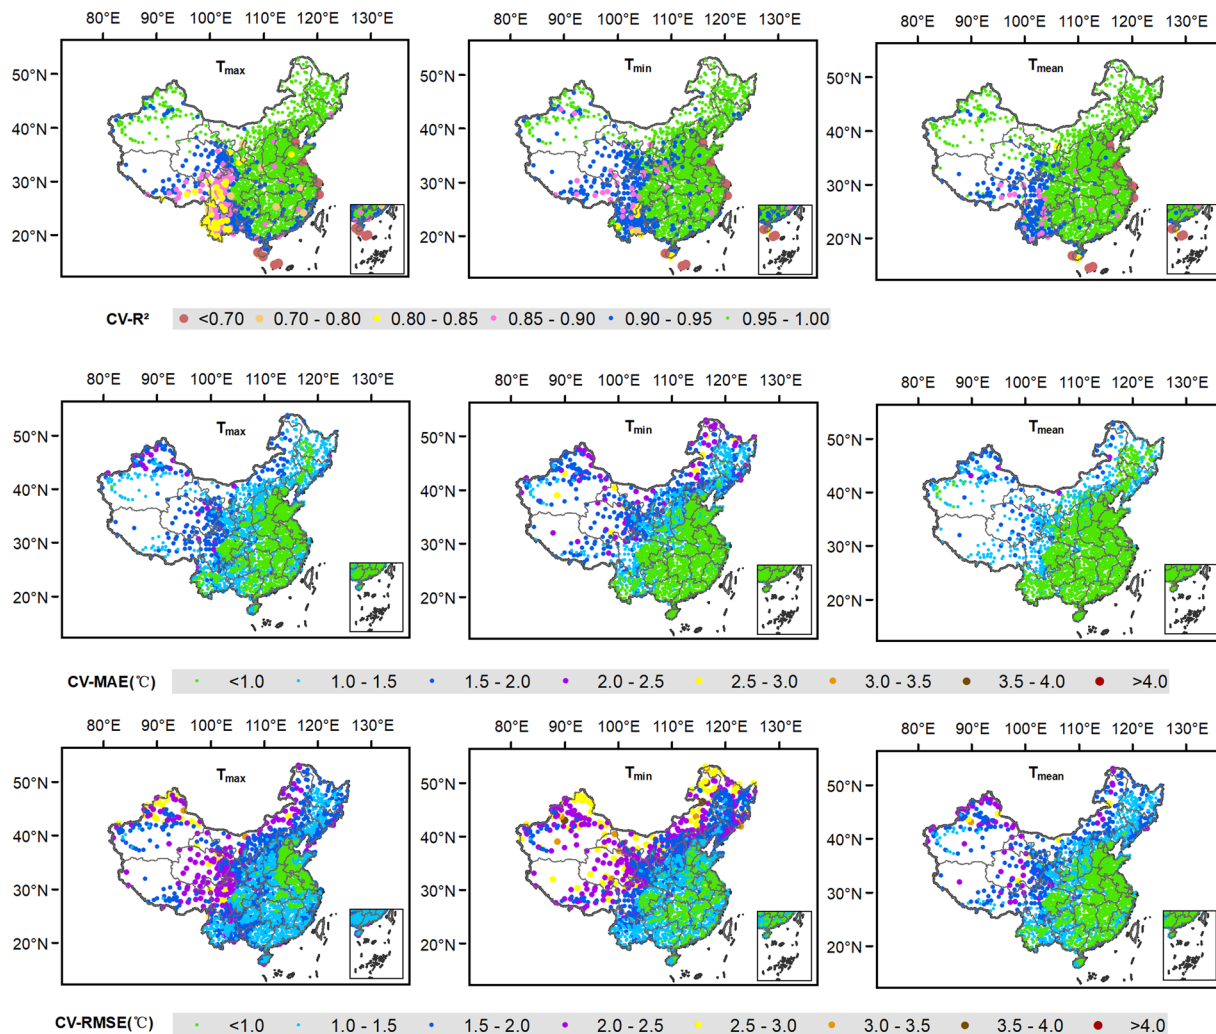 80°E 90°E 100°E 110°E 120°E 130°E 80°E 90°E 100°E 110°E 120°E 130°E 80°E 90°E 100°E 110°E 120°E 130°E
Tmax Tmin Tmean
50°N 50°N 50°N
40°N 40°N 40°N
30°N 30°N 30°N
20°N 20°N 20°N
CV-R² <0.70 0.70 - 0.80 0.80 - 0.85 0.85 - 0.90 0.90 - 0.95 0.95 - 1.00
80°E 90°E 100°E 110°E 120°E 130°E 80°E 90°E 100°E 110°E 120°E 130°E 80°E 90°E 100°E 110°E 120°E 130°E
Tmax Tmin Tmean
50°N 50°N 50°N
40°N 40°N 40°N
30°N 30°N 30°N
20°N 20°N 20°N
CV-MAE(℃) <1.0 1.0 - 1.5 1.5 - 2.0 2.0 - 2.5 2.5 - 3.0 3.0 - 3.5 3.5 - 4.0 >4.0
80°E 90°E 100°E 110°E 120°E 130°E 80°E 90°E 100°E 110°E 120°E 130°E 80°E 90°E 100°E 110°E 120°E 130°E
Tmax Tmin Tmean
50°N 50°N 50°N
40°N 40°N 40°N
30°N 30°N 30°N
20°N 20°N 20°N
CV-RMSE(℃) <1.0 1.0 - 1.5 1.5 - 2.0 2.0 - 2.5 2.5 - 3.0 3.0 - 3.5 3.5 - 4.0 >4.0